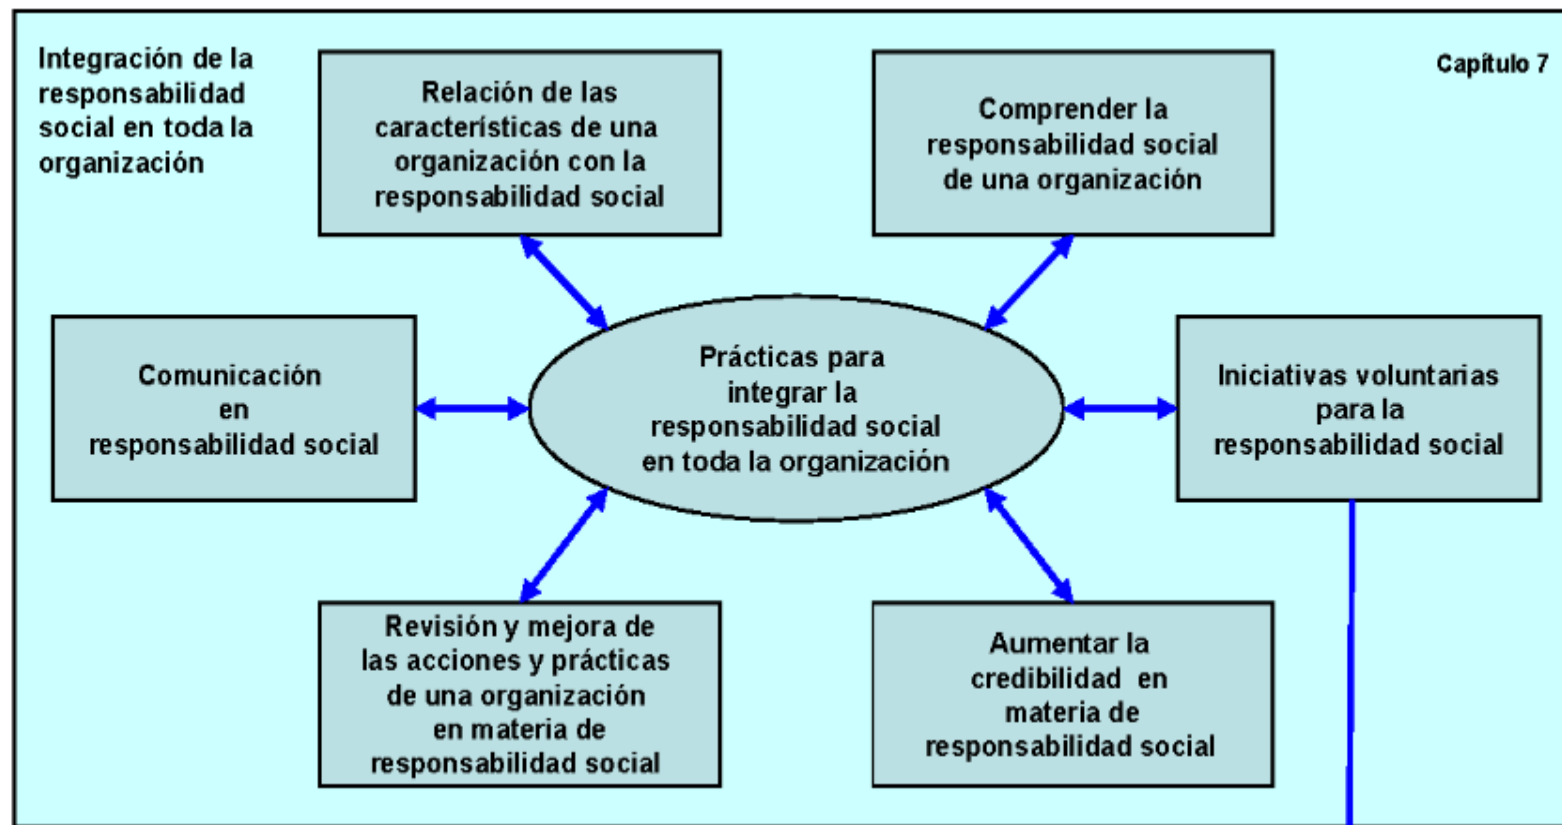 Integración de la
responsabilidad
social en toda la
organización
Capítulo 7
Relación de las
características de una
organización con la
responsabilidad social
Comprender la
responsabilidad social
de una organización
Comunicación
en
responsabilidad social
Prácticas para
integrar la
responsabilidad social
en toda la organización
Iniciativas voluntarias
para la
responsabilidad social
Revisión y mejora de
las acciones y prácticas
de una organización
en materia de
responsabilidad social
Aumentar la
credibilidad en
materia de
responsabilidad social